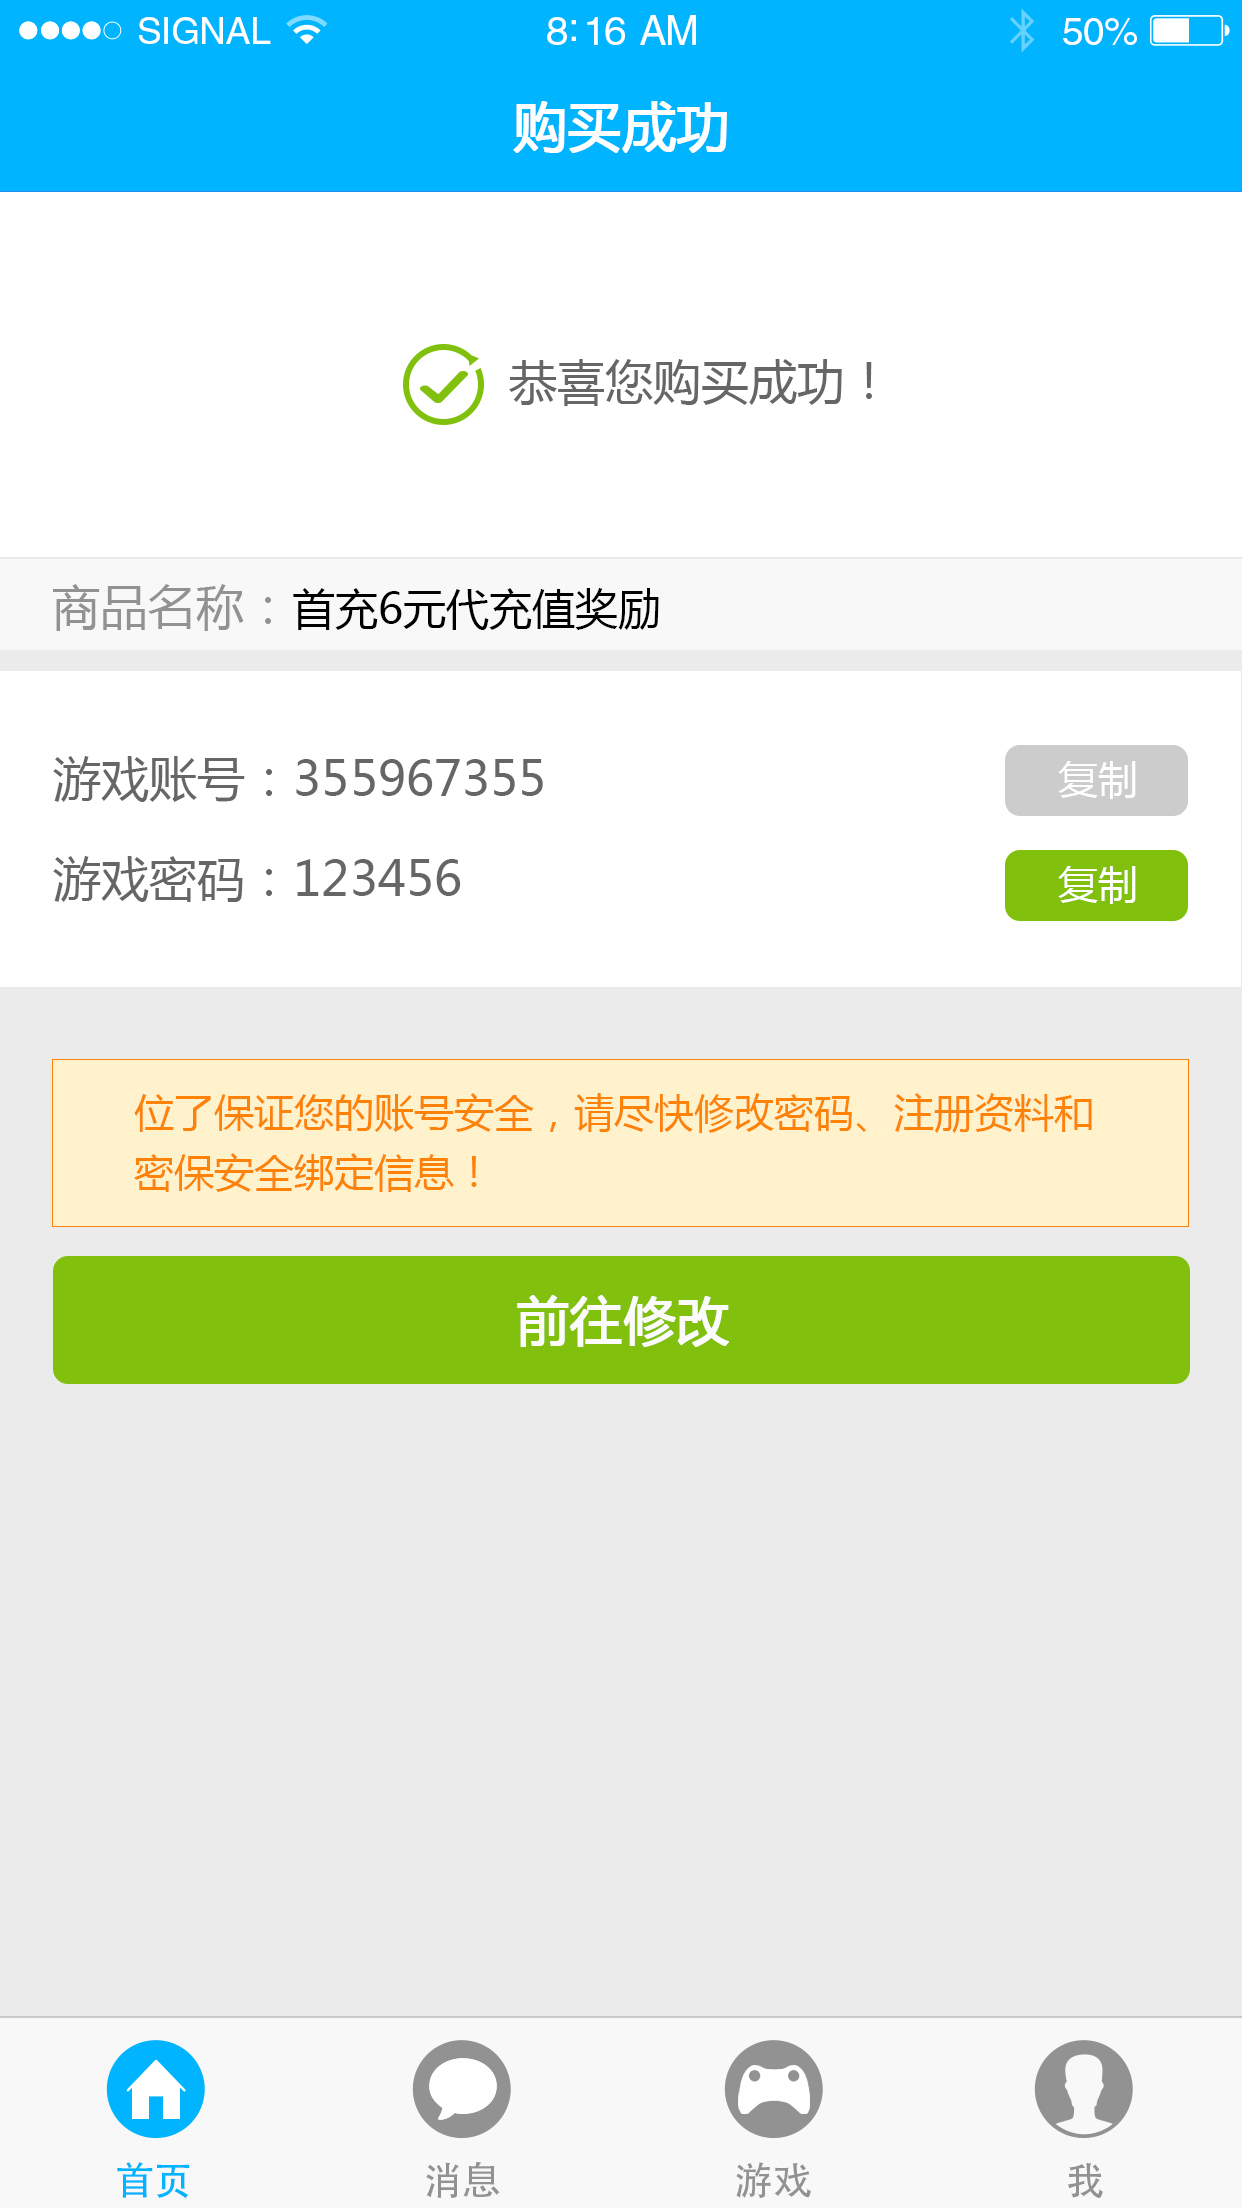 SIGNAL 8:16 AM 50%
购买成功
恭喜您购买成功！
商品名称：首充6元代充值奖励
游戏账号：355967355 复制
游戏密码：123456 复制
位了保证您的账号安全，请尽快修改密码、注册资料和
密保安全绑定信息！
前往修改
首页 消息 游戏 我